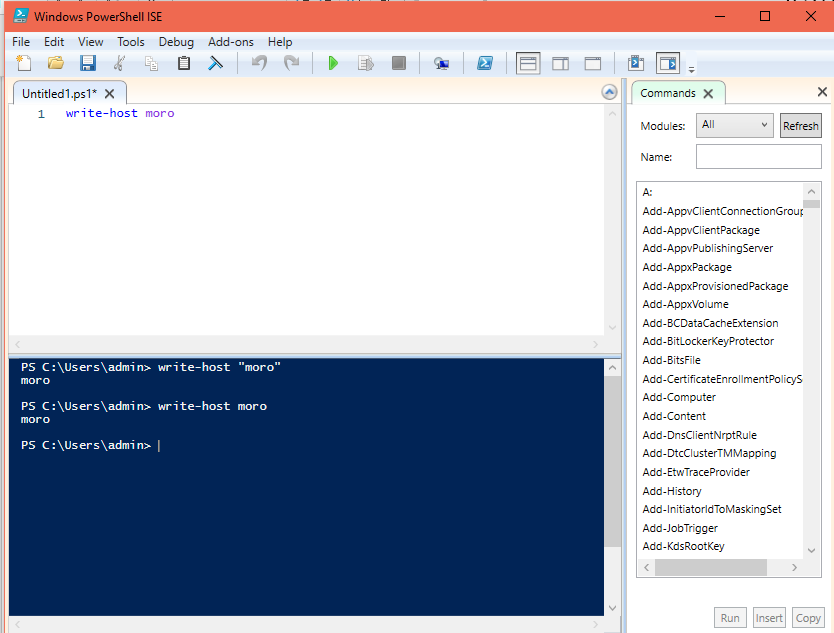 Windows PowerShell ISE
File Edit View Tools Debug Add-ons Help
Untitled1.ps1*
1 write-host moro
PS C:\Users\admin> write-host "moro"
moro
PS C:\Users\admin> write-host moro
moro
PS C:\Users\admin>
Commands
Modules: All Refresh
Name:
A:
Add-AppvClientConnectionGroup
Add-AppvClientPackage
Add-AppvPublishingServer
Add-AppxPackage
Add-AppxProvisionedPackage
Add-AppxVolume
Add-BCDataCacheExtension
Add-BitLockerKeyProtector
Add-BitsFile
Add-CertificateEnrollmentPolicyS
Add-Computer
Add-Content
Add-DnsClientNrptRule
Add-DtcClusterTMMapping
Add-EtwTraceProvider
Add-History
Add-InitiatorIdToMaskingSet
Add-JobTrigger
Add-KdsRootKey
Run Insert Copy